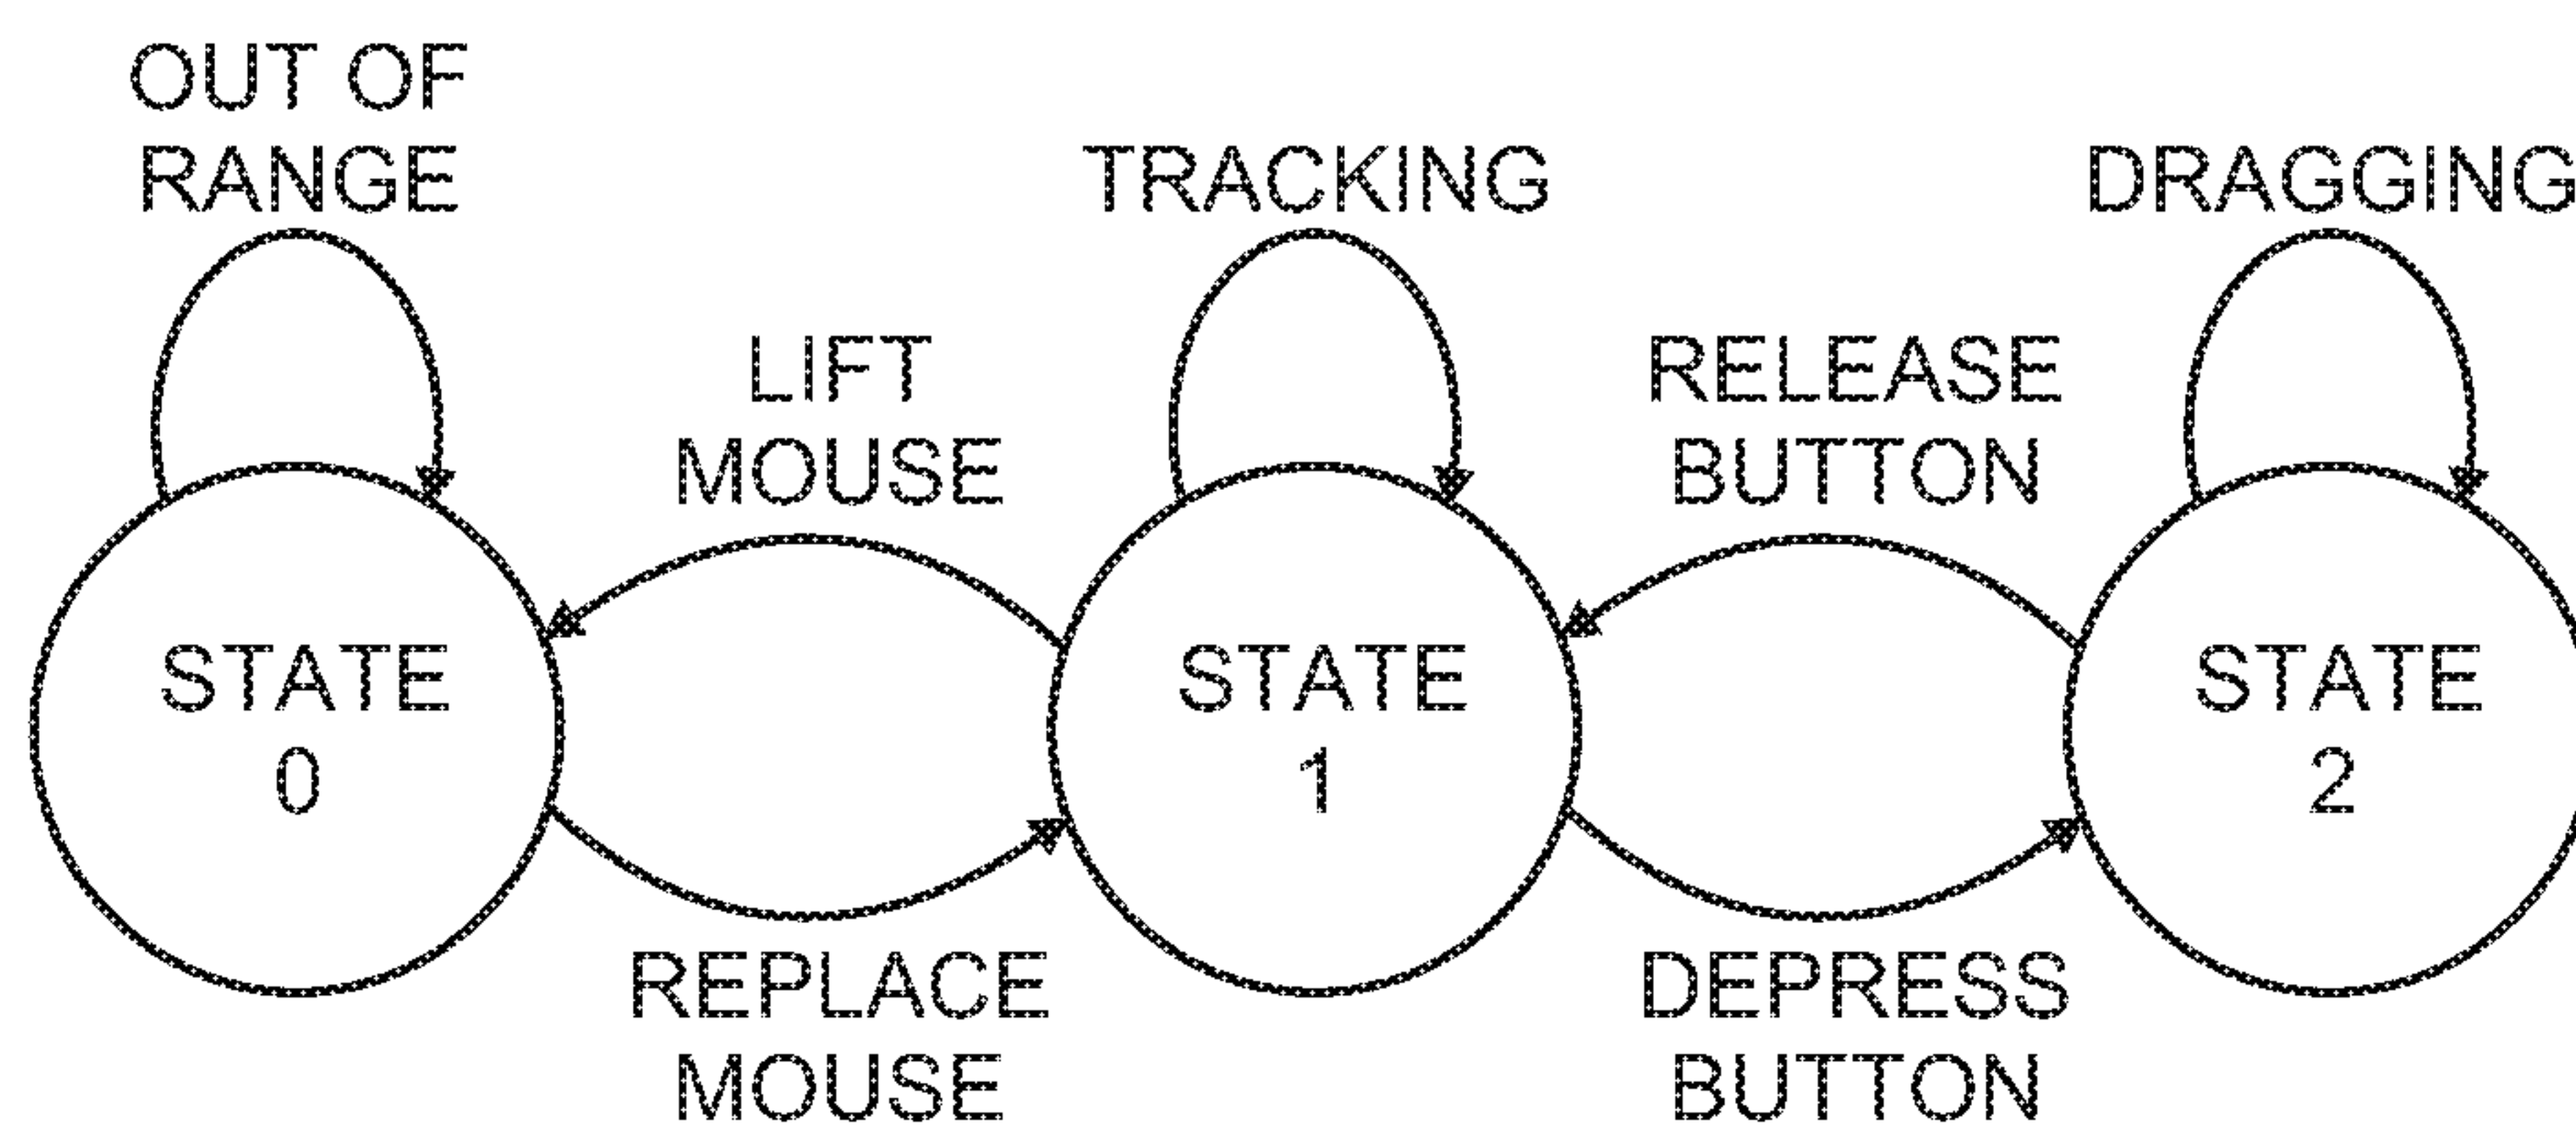 OUT OF
RANGE
TRACKING
DRAGGING
LIFT
MOUSE
RELEASE
BUTTON
STATE
0
STATE
1
STATE
2
REPLACE
MOUSE
DEPRESS
BUTTON